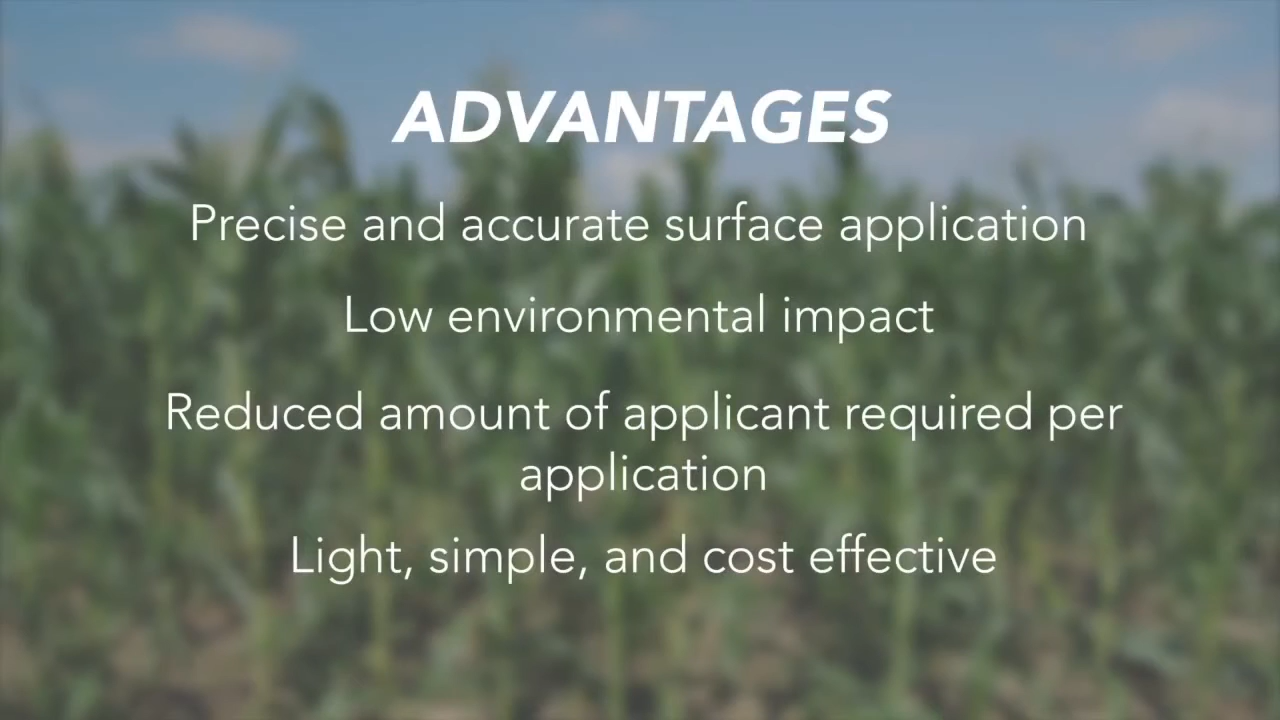 ADVANTAGES
Precise and accurate surface application
Low environmental impact
Reduced amount of applicant required per
application
Light, simple, and cost effective